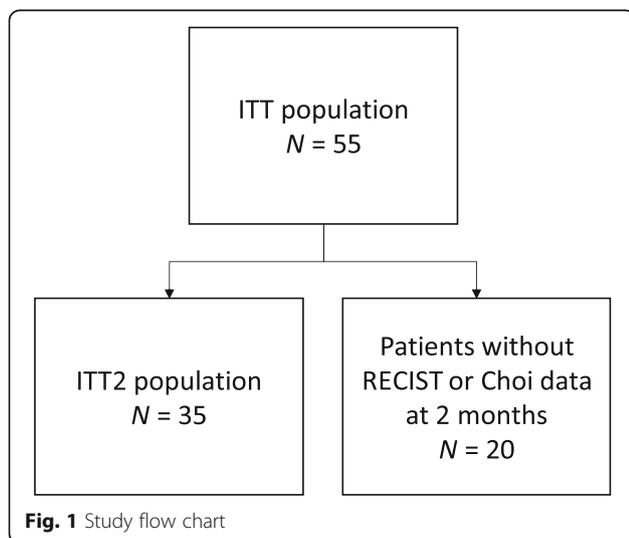 ITT population
N = 55
ITT2 population
N = 35
Patients without
RECIST or Choi data
at 2 months
N = 20
Fig. 1 Study flow chart